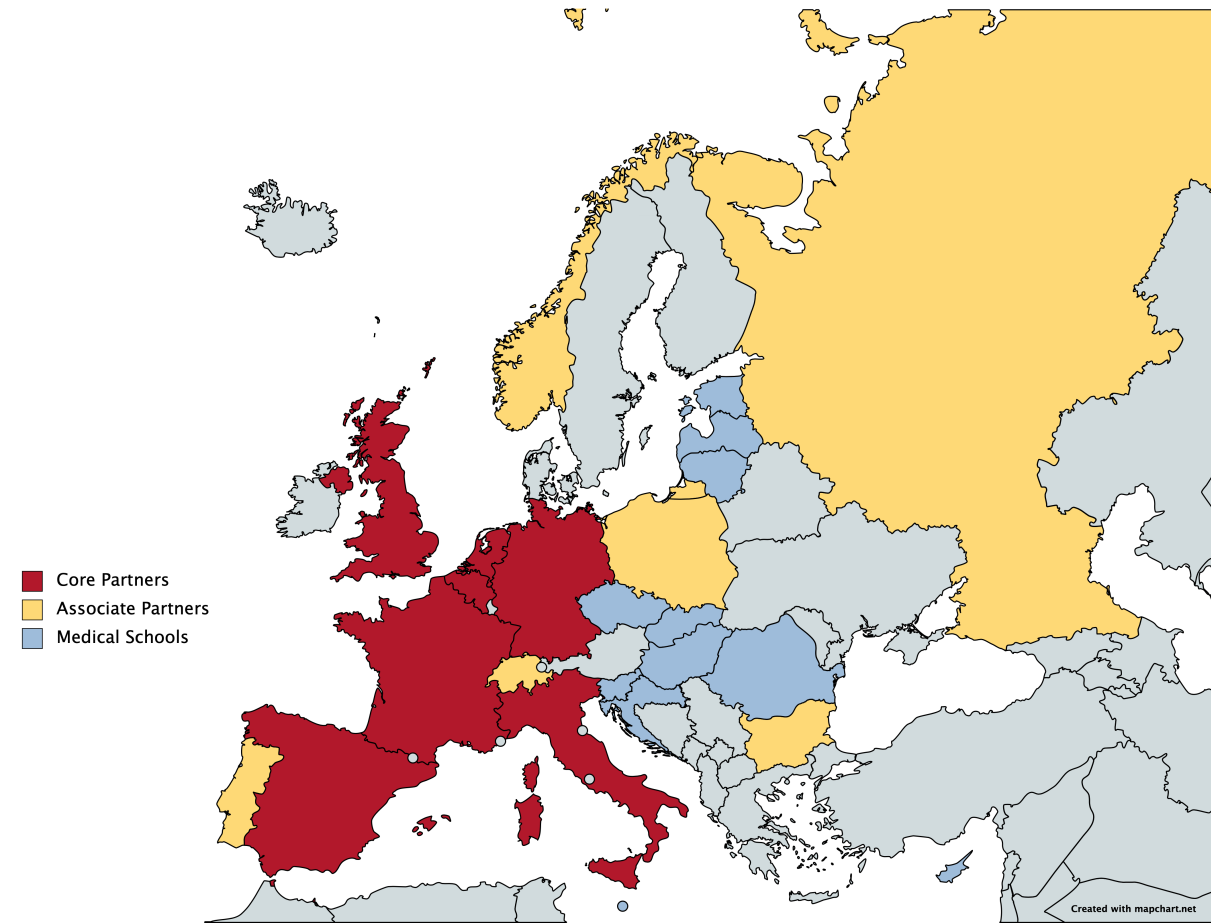 Core Partners
Associate Partners
Medical Schools
Created with mapchart.net